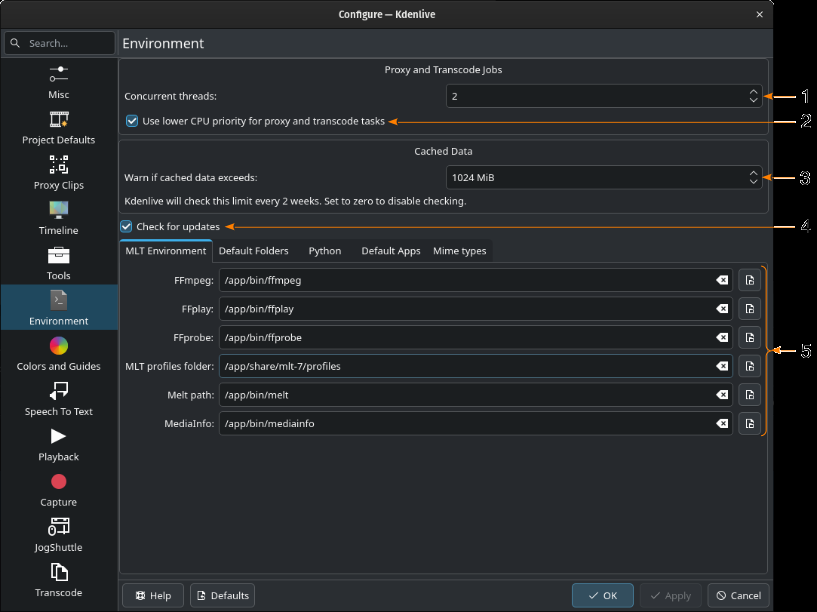 Configure — Kdenlive
Search...
Environment
Misc
Project Defaults
Proxy Clips
Timeline
Tools
Environment
Colors and Guides
Speech To Text
Playback
Capture
JogShuttle
Transcode
Proxy and Transcode Jobs
Concurrent threads: 2 1
Use lower CPU priority for proxy and transcode tasks 2
Cached Data
Warn if cached data exceeds: 1024 MiB 3
Kdenlive will check this limit every 2 weeks. Set to zero to disable checking.
Check for updates 4
MLT Environment Default Folders Python Default Apps Mime types
FFmpeg: /app/bin/ffmpeg
FFplay: /app/bin/ffplay
FFprobe: /app/bin/ffprobe
5
MLT profiles folder: /app/share/mlt-7/profiles
Melt path: /app/bin/melt
MediaInfo: /app/bin/mediainfo
Help Defaults OK Apply Cancel